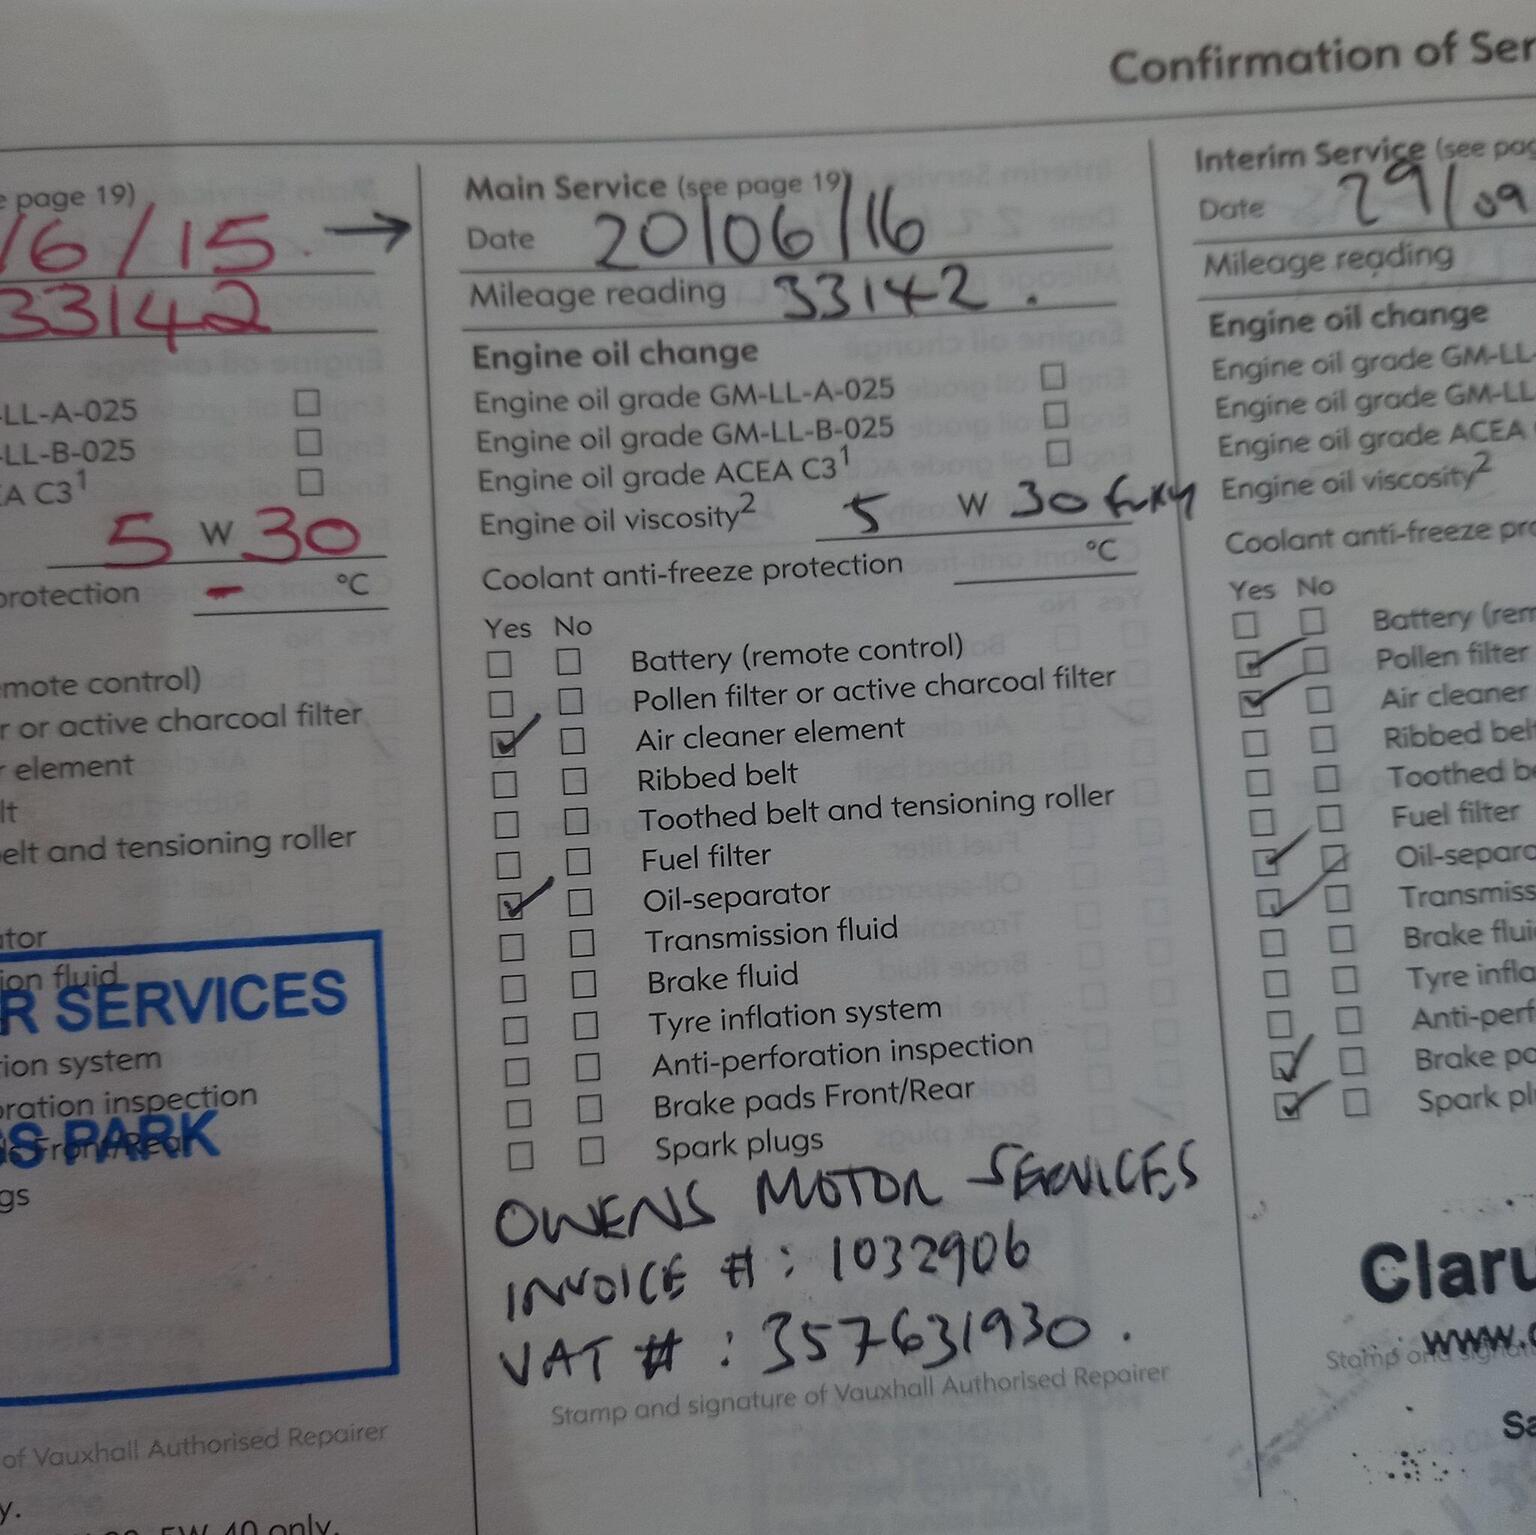 Confirmation of Ser
e page 19)
/6/15 →
33142
-LL-A-025
-LL-B-025
EA C3¹
5 W 30
protection - °C
emote control)
r or active charcoal filter
r element
lt
elt and tensioning roller
ator
ion fluid
R SERVICES
ion system
oration inspection
SS PARK
gs
of Vauxhall Authorised Repairer
y.
5W-40 only.
Main Service (see page 19)
Date 20/06/16
Mileage reading 33142.
Engine oil change
Engine oil grade GM-LL-A-025
Engine oil grade GM-LL-B-025
Engine oil grade ACEA C3¹
Engine oil viscosity² 5 W 30
Coolant anti-freeze protection °C
Yes No
Battery (remote control)
Pollen filter or active charcoal filter
Air cleaner element
Ribbed belt
Toothed belt and tensioning roller
Fuel filter
Oil-separator
Transmission fluid
Brake fluid
Tyre inflation system
Anti-perforation inspection
Brake pads Front/Rear
Spark plugs
OWENS MOTOR SERVICES
INVOICE #: 1032906
VAT #: 357631930.
Stamp and signature of Vauxhall Authorised Repairer
Interim Service (see pag
Date 29/09
Mileage reading
Engine oil change
Engine oil grade GM-LL-
Engine oil grade GM-LL
Engine oil grade ACEA
Engine oil viscosity²
Coolant anti-freeze pro
Yes No
Battery (rem
Pollen filter
Air cleaner
Ribbed belt
Toothed be
Fuel filter
Oil-separa
Transmiss
Brake flui
Tyre infla
Anti-perf
Brake pa
Spark pl
Claru
www.c
Stamp and signat
Sa